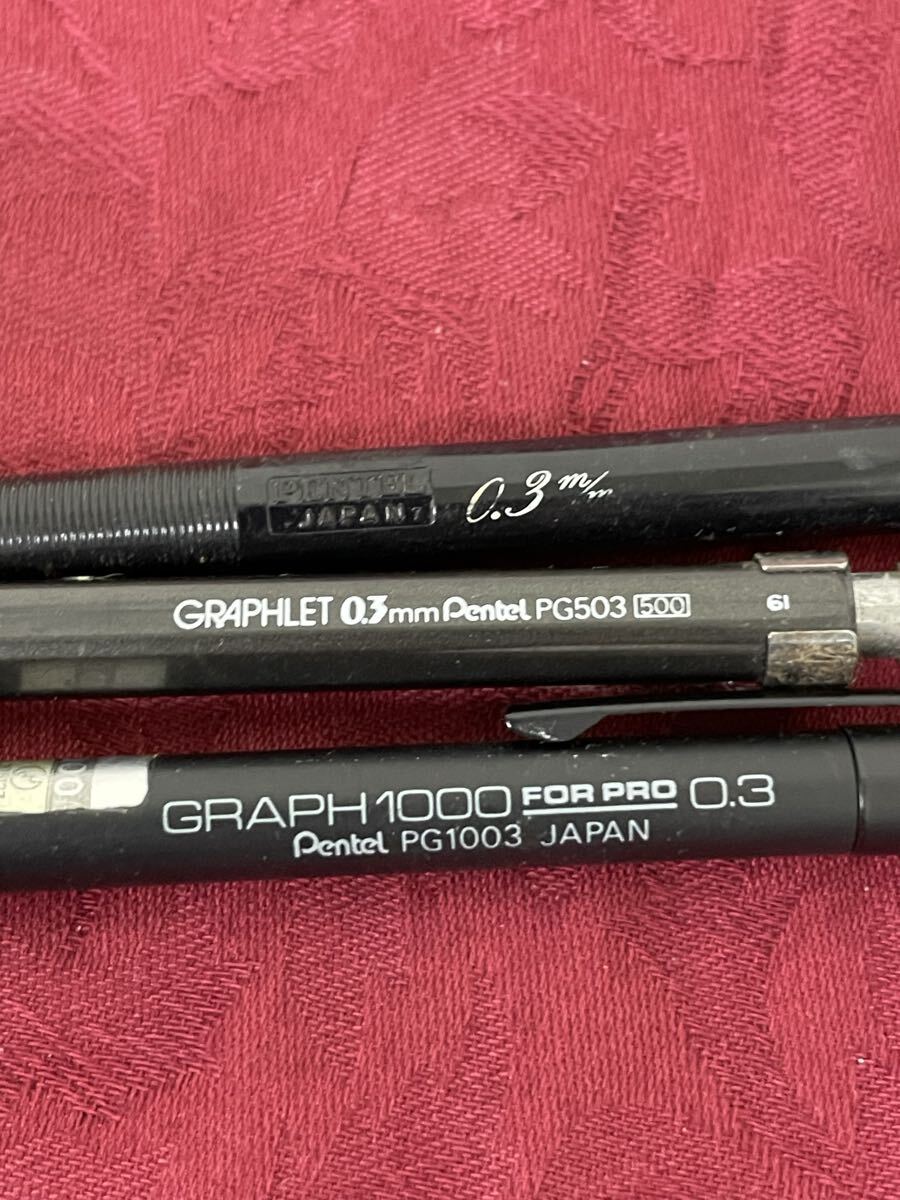 PENTEL
JAPAN 7
0.3 m/m
GRAPHLET 0.3mm Pentel PG503 500 61
GRAPH1000 FOR PRO 0.3
Pentel PG1003 JAPAN